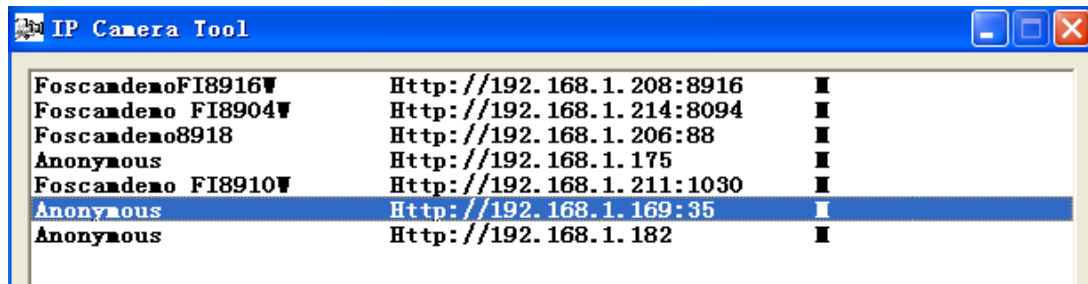 IP Camera Tool
FoscamdemoFI8916W Http://192.168.1.208:8916 M
Foscamdemo FI8904W Http://192.168.1.214:8094 M
Foscamdemo8918 Http://192.168.1.206:88 M
Anonymous Http://192.168.1.175 M
Foscamdemo FI8910W Http://192.168.1.211:1030 M
Anonymous Http://192.168.1.169:35 M
Anonymous Http://192.168.1.182 M